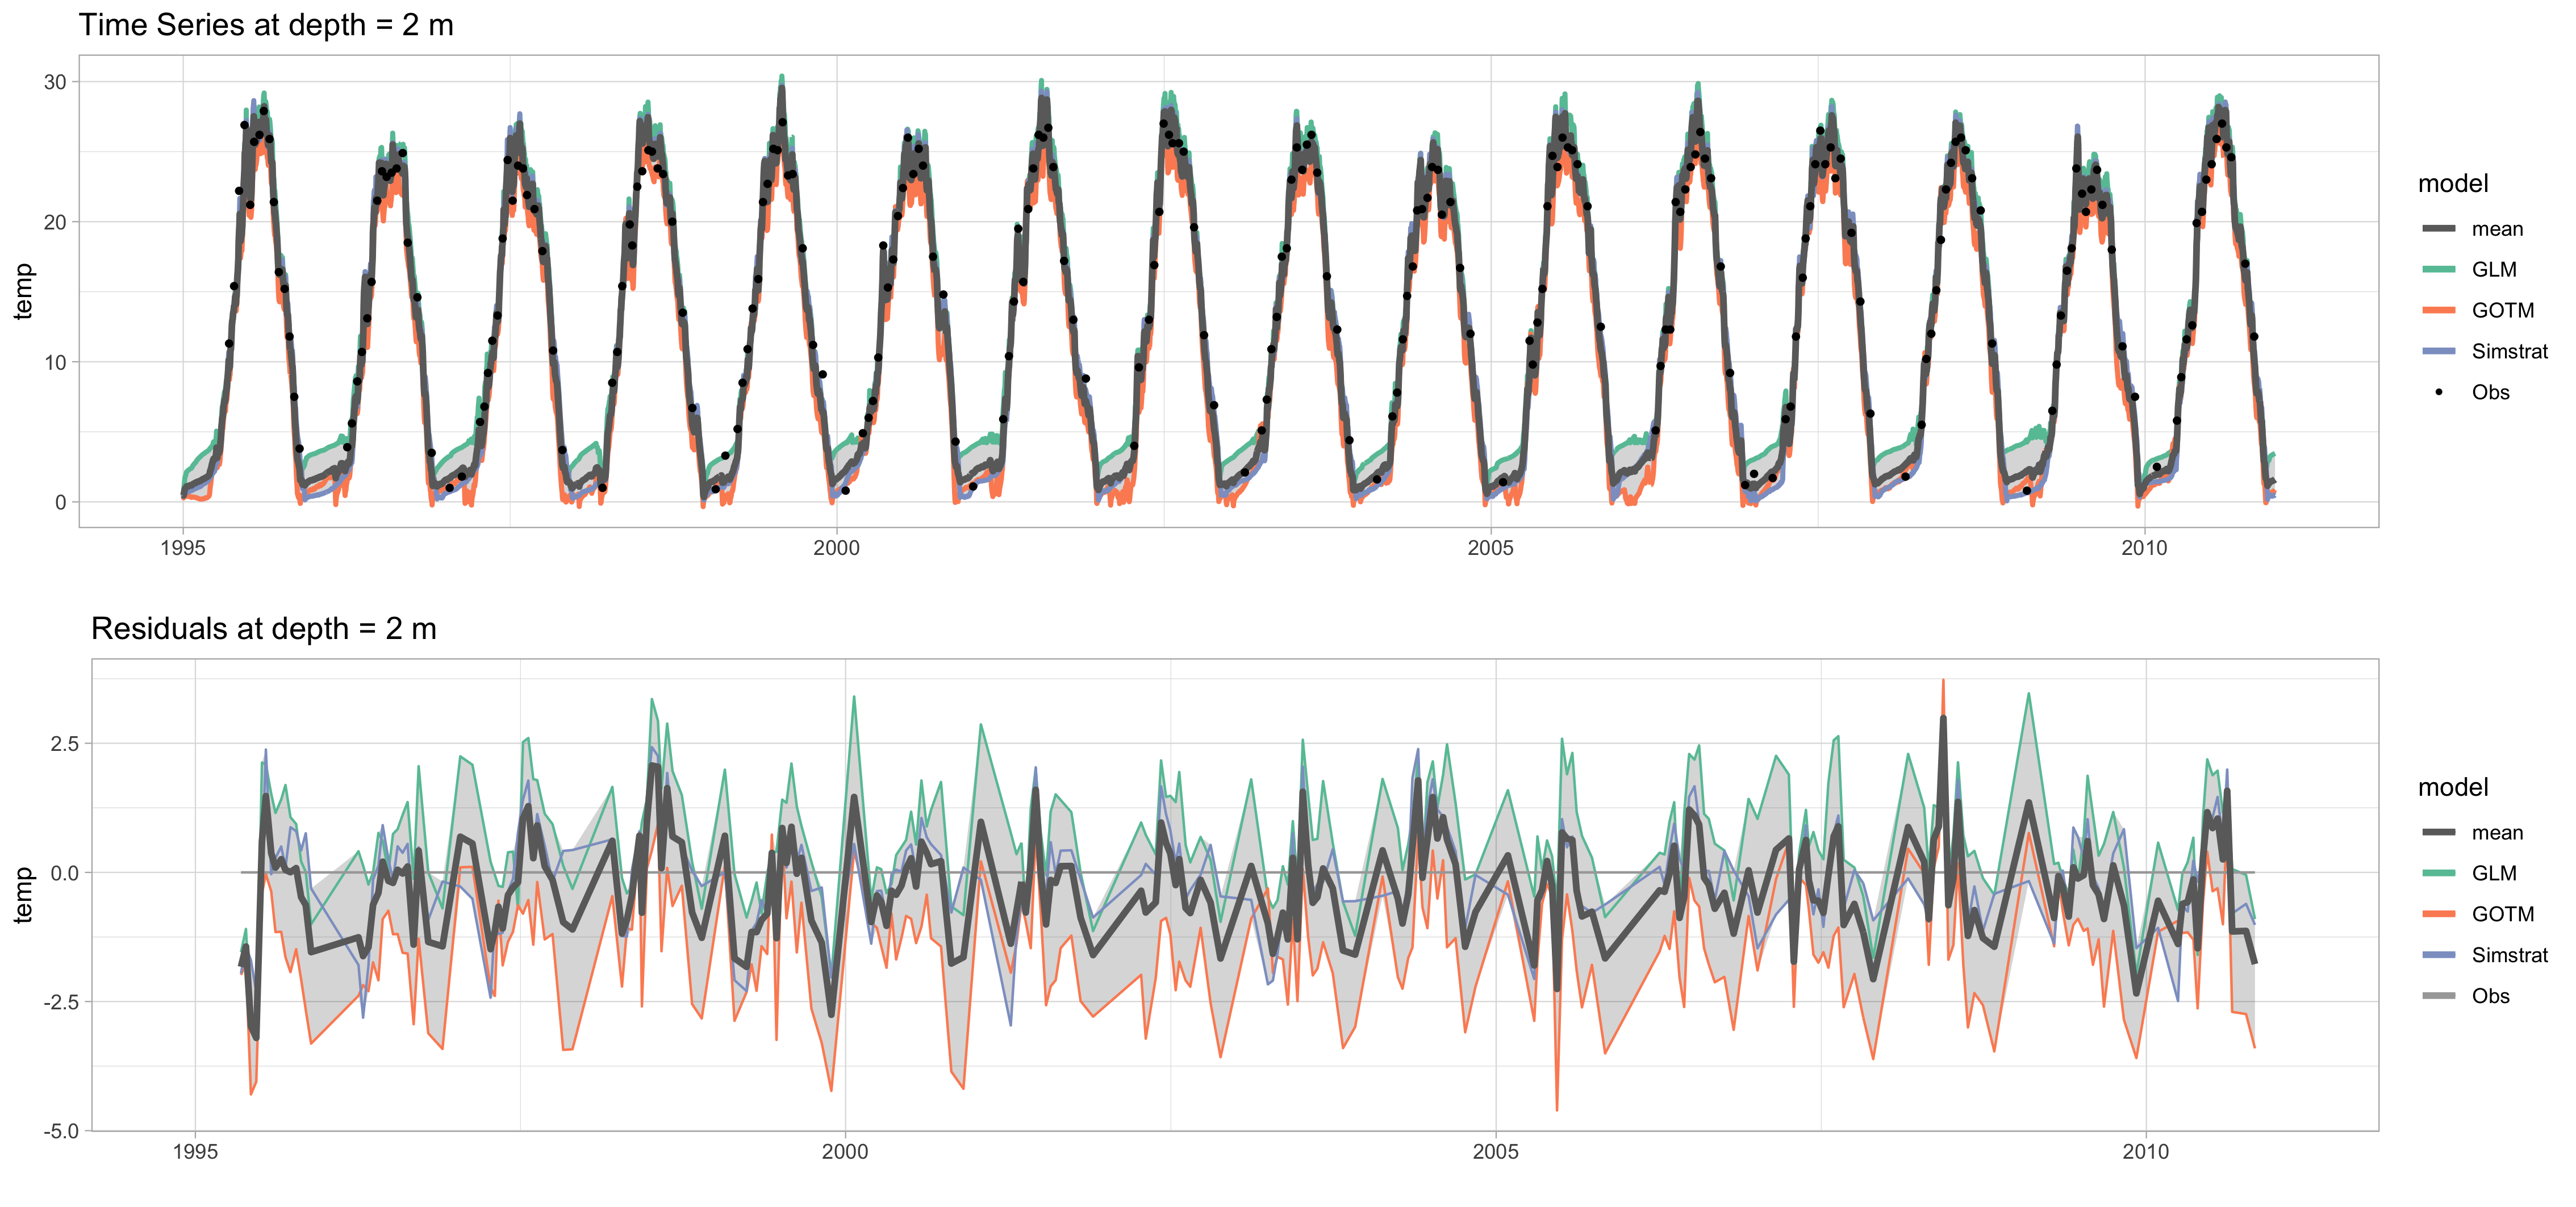 Time Series at depth = 2 m
30
20
10
0
temp
1995
2000
2005
2010
model
mean
GLM
GOTM
Simstrat
Obs
Residuals at depth = 2 m
2.5
0.0
-2.5
-5.0
temp
1995
2000
2005
2010
model
mean
GLM
GOTM
Simstrat
Obs